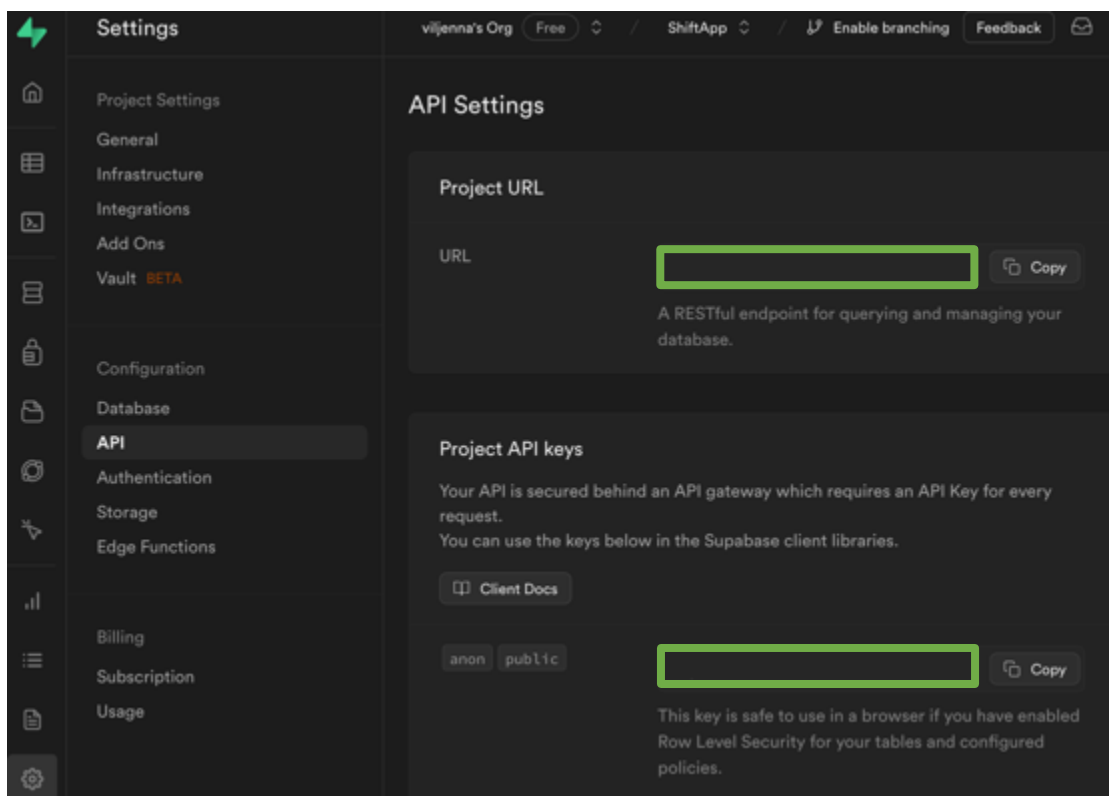 Settings
viljenna's Org Free / ShiftApp / Enable branching Feedback
Project Settings
General
Infrastructure
Integrations
Add Ons
Vault BETA
Configuration
Database
API
Authentication
Storage
Edge Functions
Billing
Subscription
Usage
API Settings
Project URL
URL
Copy
A RESTful endpoint for querying and managing your
database.
Project API keys
Your API is secured behind an API gateway which requires an API Key for every
request.
You can use the keys below in the Supabase client libraries.
Client Docs
anon public
Copy
This key is safe to use in a browser if you have enabled
Row Level Security for your tables and configured
policies.